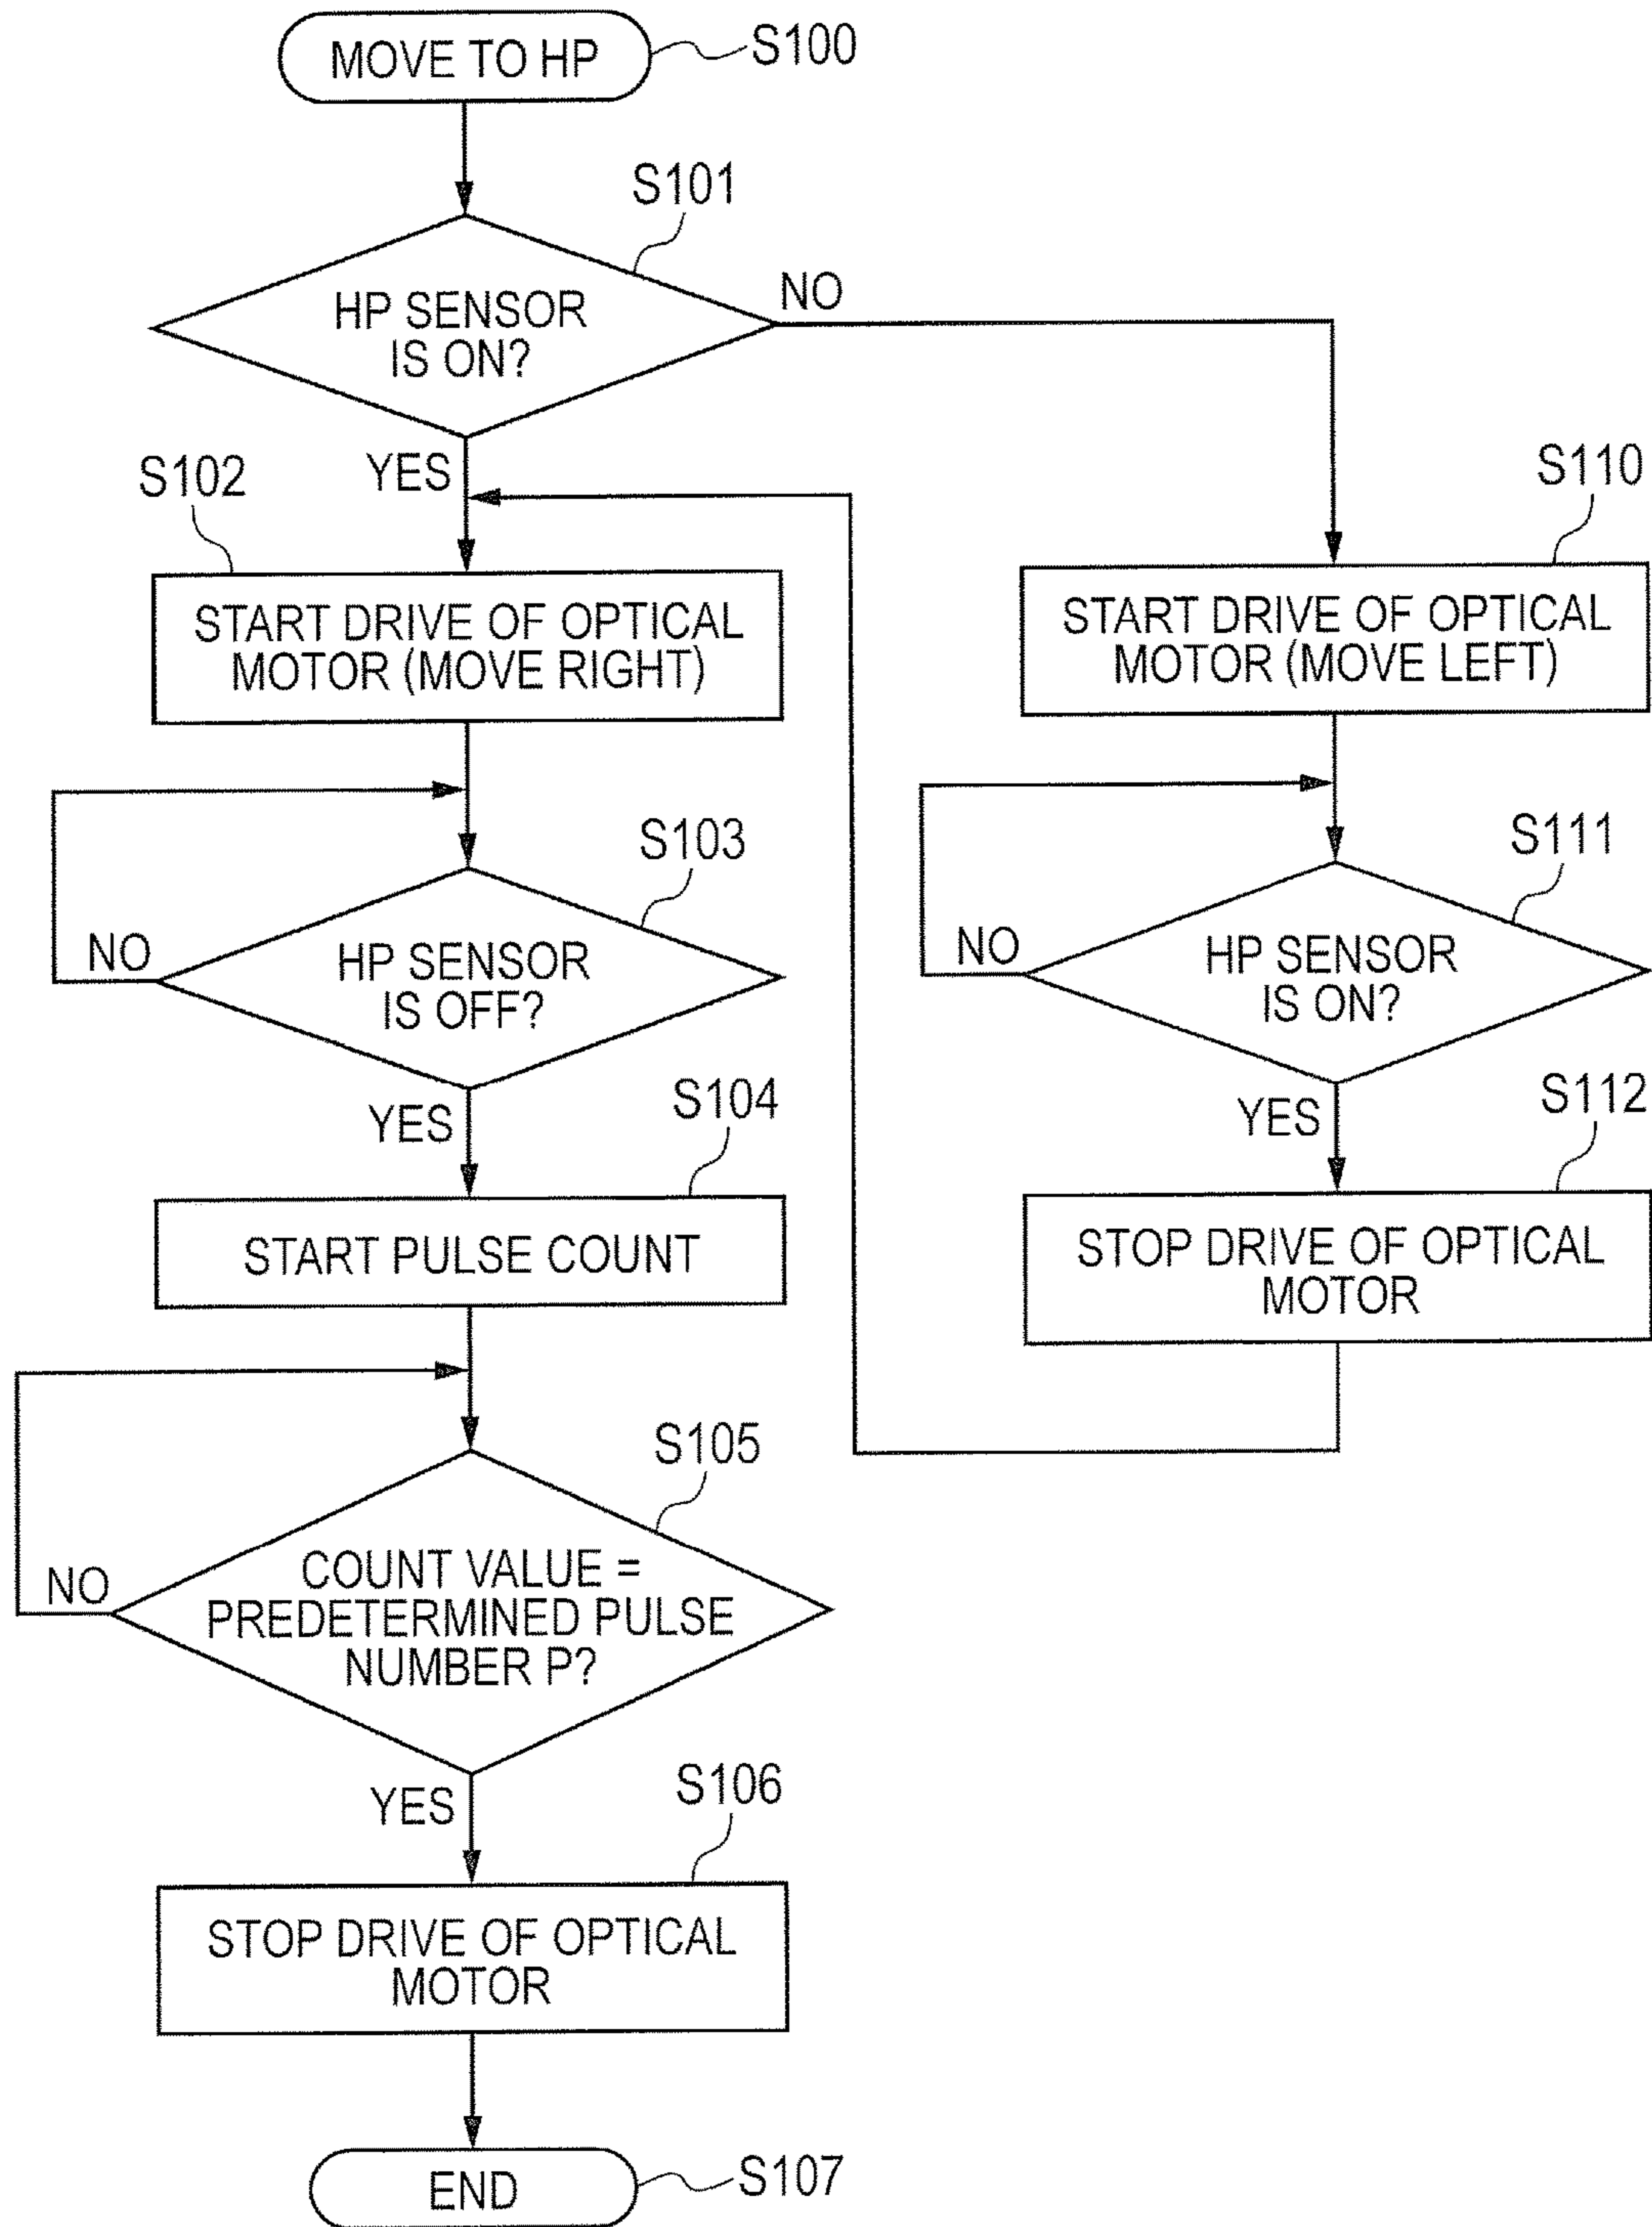 MOVE TO HP
S100
S101
HP SENSOR
IS ON?
NO
YES
S102
START DRIVE OF OPTICAL
MOTOR (MOVE RIGHT)
S103
HP SENSOR
IS OFF?
NO
YES
S104
START PULSE COUNT
S105
COUNT VALUE =
PREDETERMINED PULSE
NUMBER P?
NO
YES
S106
STOP DRIVE OF OPTICAL
MOTOR
END
S107
S110
START DRIVE OF OPTICAL
MOTOR (MOVE LEFT)
S111
HP SENSOR
IS ON?
NO
YES
S112
STOP DRIVE OF OPTICAL
MOTOR